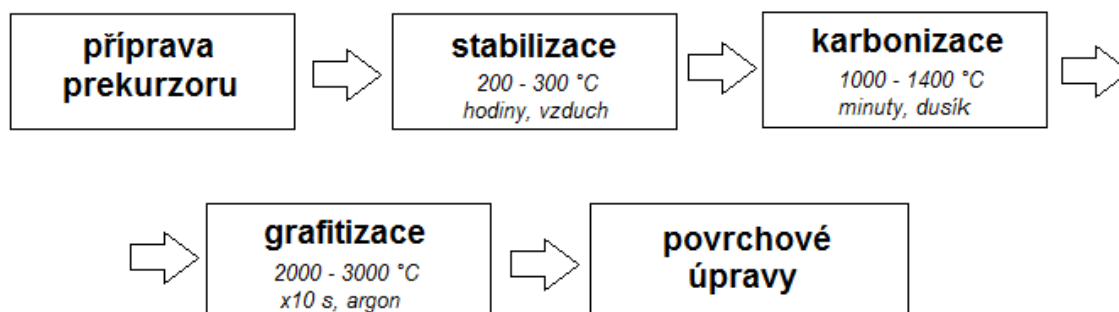 příprava
prekurzoru
stabilizace
200 - 300 °C
hodiny, vzduch
karbonizace
1000 - 1400 °C
minuty, dusík
grafitizace
2000 - 3000 °C
x10 s, argon
povrchové
úpravy